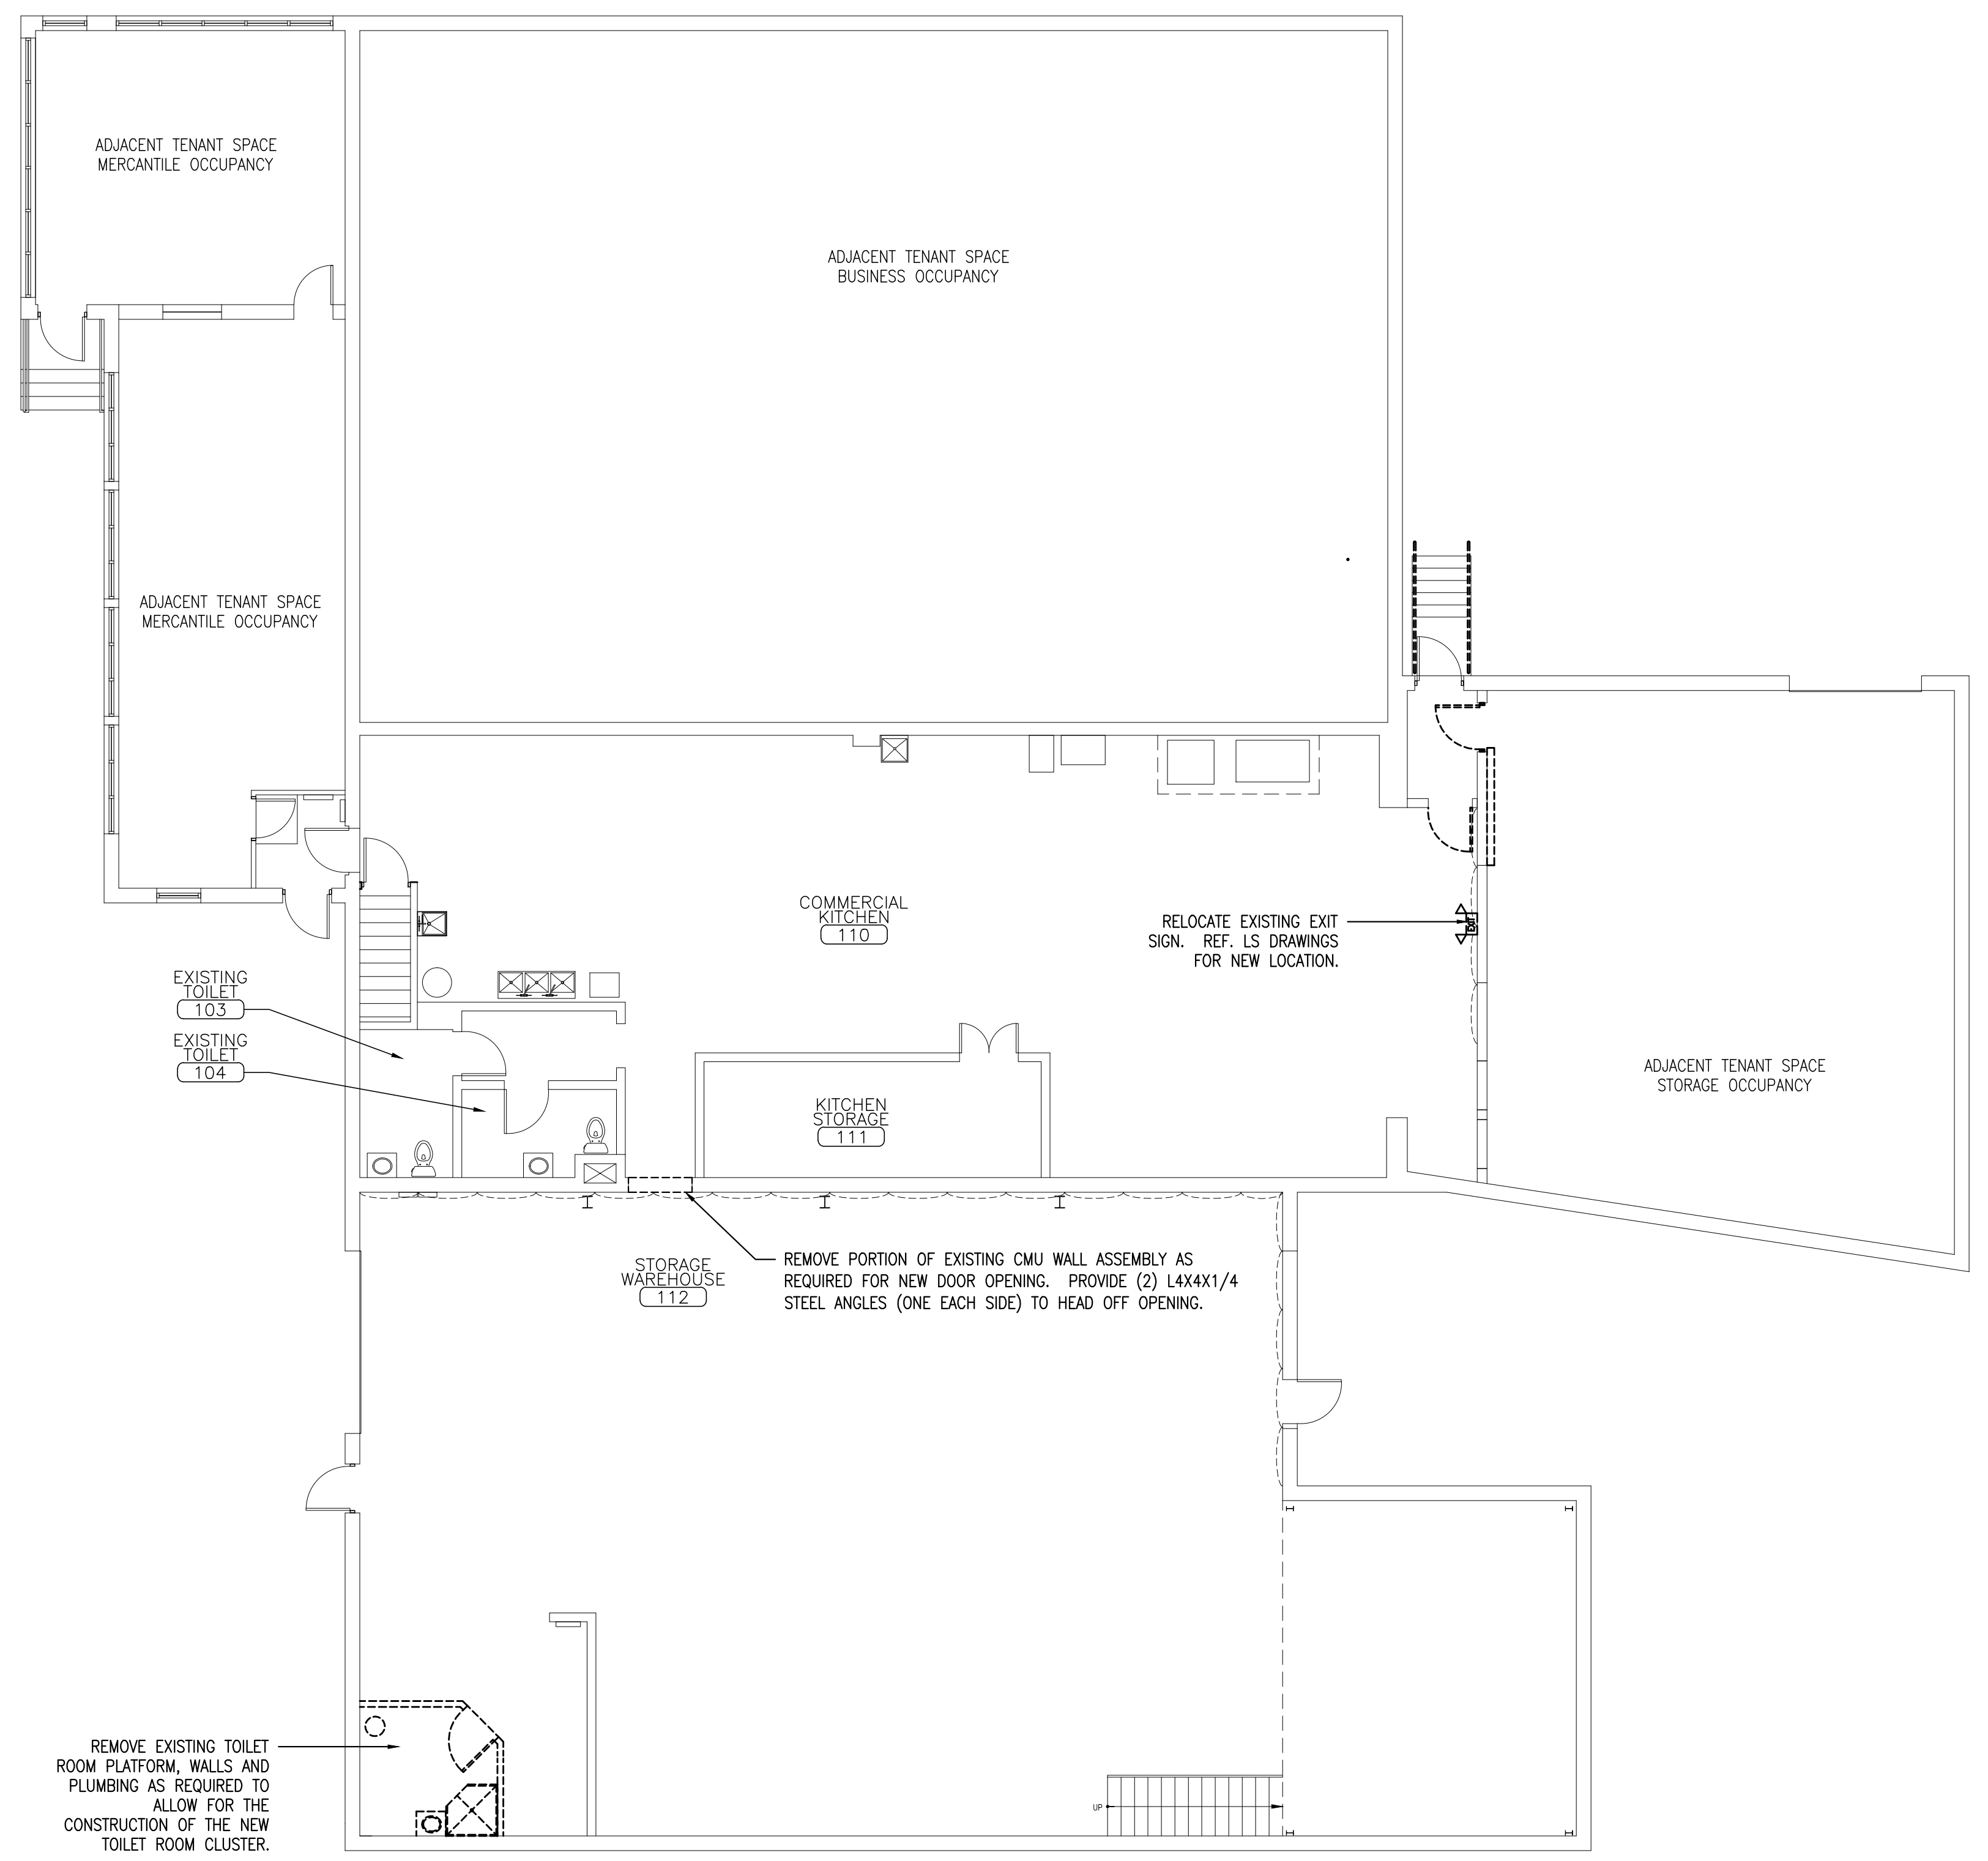 ADJACENT TENANT SPACE
MERCANTILE OCCUPANCY
ADJACENT TENANT SPACE
BUSINESS OCCUPANCY
ADJACENT TENANT SPACE
MERCANTILE OCCUPANCY
COMMERCIAL
KITCHEN
110
RELOCATE EXISTING EXIT
SIGN. REF. LS DRAWINGS
FOR NEW LOCATION.
EXIT
EXISTING
TOILET
103
EXISTING
TOILET
104
KITCHEN
STORAGE
111
ADJACENT TENANT SPACE
STORAGE OCCUPANCY
STORAGE
WAREHOUSE
112
REMOVE PORTION OF EXISTING CMU WALL ASSEMBLY AS
REQUIRED FOR NEW DOOR OPENING. PROVIDE (2) L4X4X1/4
STEEL ANGLES (ONE EACH SIDE) TO HEAD OFF OPENING.
REMOVE EXISTING TOILET
ROOM PLATFORM, WALLS AND
PLUMBING AS REQUIRED TO
ALLOW FOR THE
CONSTRUCTION OF THE NEW
TOILET ROOM CLUSTER.
UP